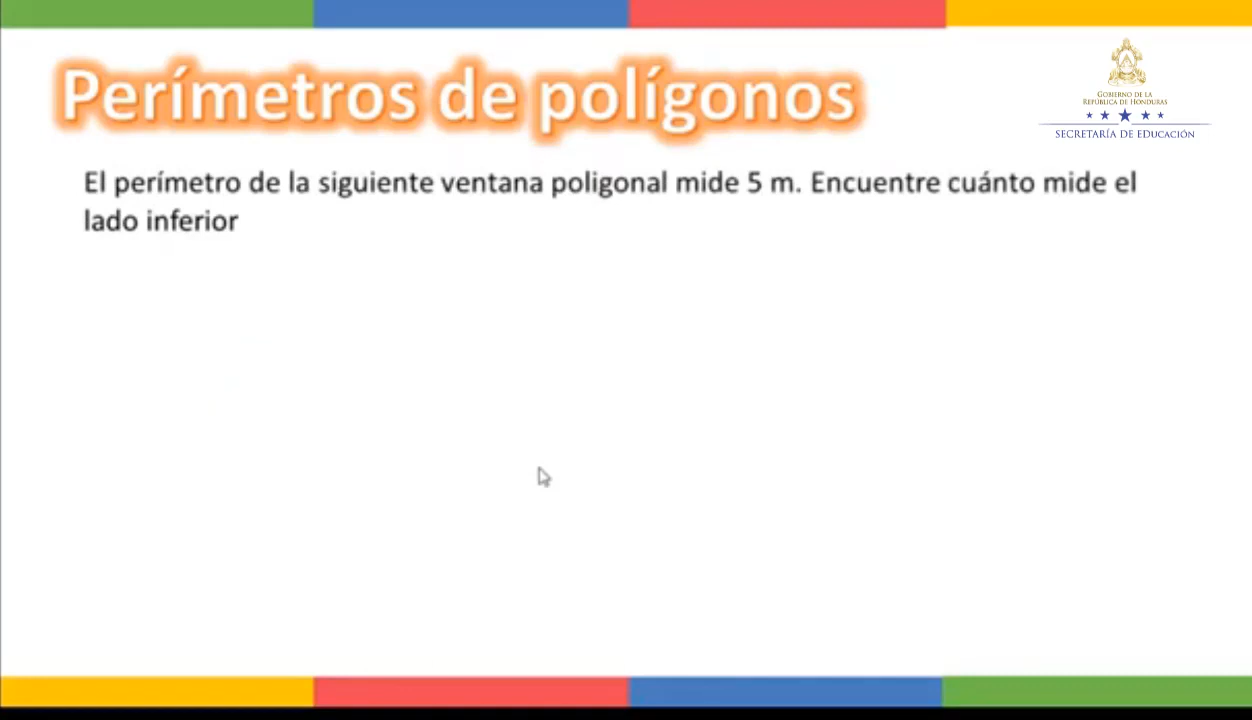 Perímetros de polígonos
GOBIERNO DE LA
REPÚBLICA DE HONDURAS
SECRETARÍA DE EDUCACIÓN
El perímetro de la siguiente ventana poligonal mide 5 m. Encuentre cuánto mide el
lado inferior